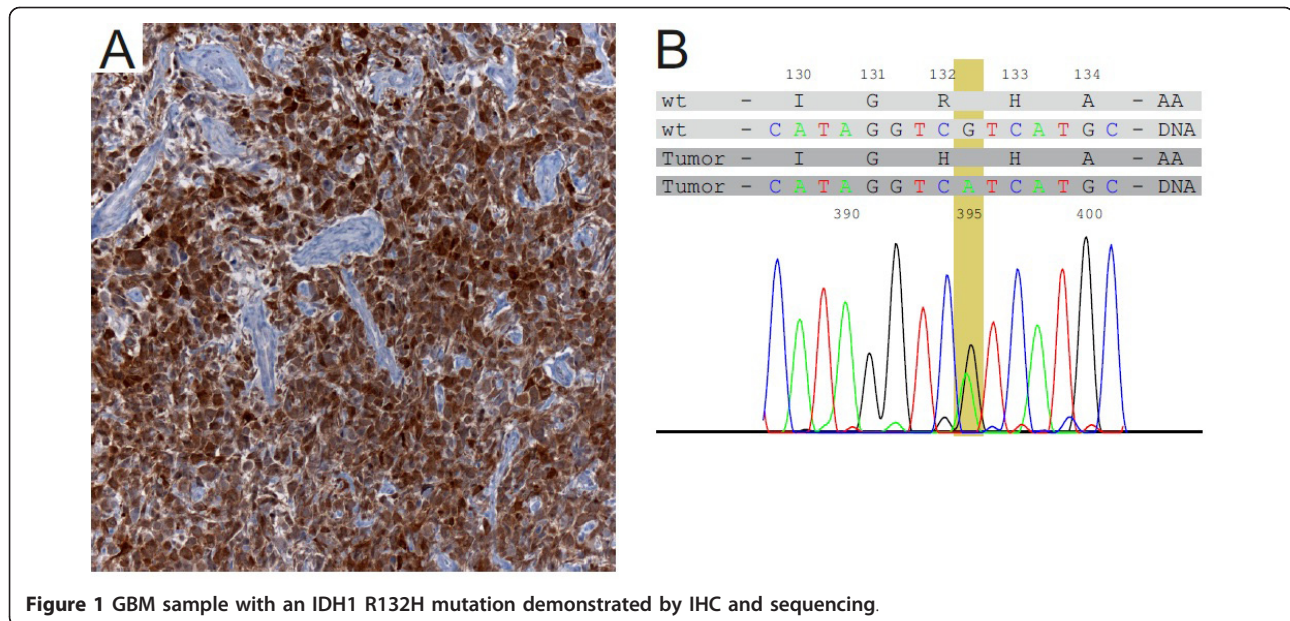 A
B
130 131 132 133 134
wt - I G R H A - AA
wt - C A T A G G T C G T C A T G C - DNA
Tumor - I G H H A - AA
Tumor - C A T A G G T C A T C A T G C - DNA
390 395 400
Figure 1 GBM sample with an IDH1 R132H mutation demonstrated by IHC and sequencing.